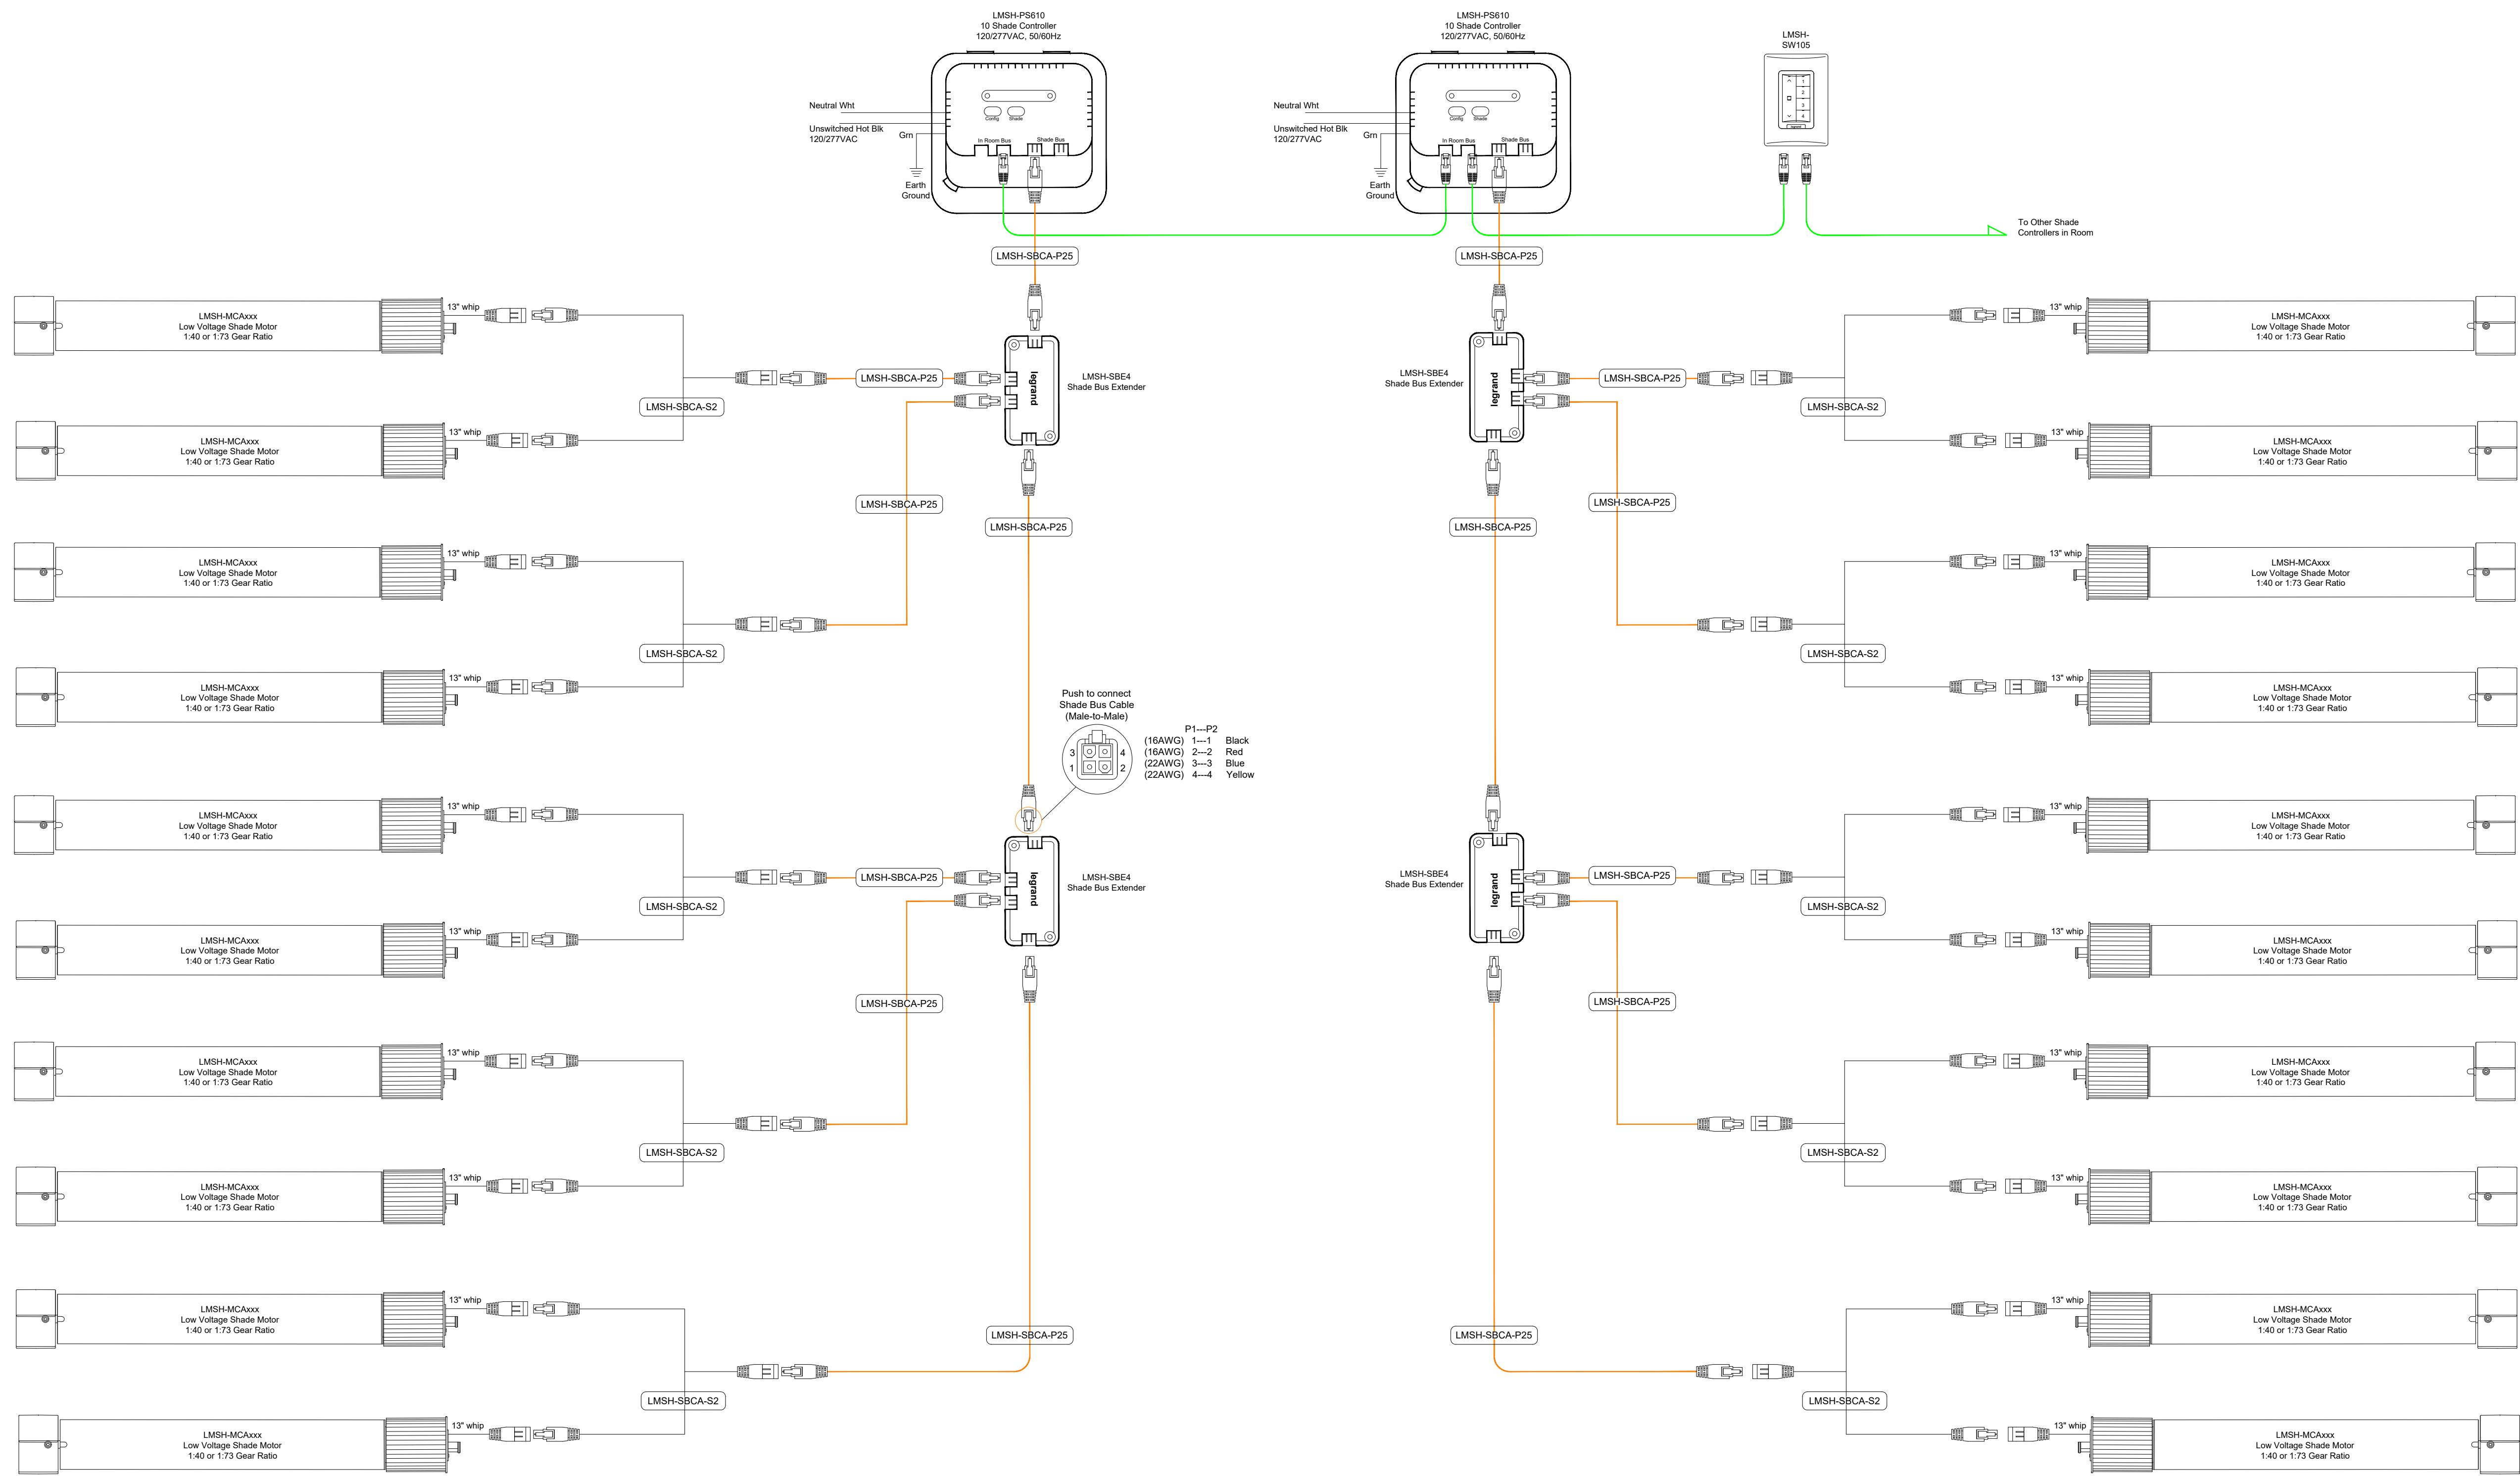 LMSH-PS610
10 Shade Controller
120/277VAC, 50/60Hz
Neutral Wht
Unswitched Hot Blk
120/277VAC
Grn
Earth
Ground
Config
Shade
In Room Bus
Shade Bus
LMSH-PS610
10 Shade Controller
120/277VAC, 50/60Hz
Neutral Wht
Unswitched Hot Blk
120/277VAC
Grn
Earth
Ground
Config
Shade
In Room Bus
Shade Bus
LMSH-
SW105
1
2
3
4
legrand
To Other Shade
Controllers in Room
LMSH-SBCA-P25
LMSH-SBCA-P25
LMSH-MCAxxx
Low Voltage Shade Motor
1:40 or 1:73 Gear Ratio
13" whip
LMSH-MCAxxx
Low Voltage Shade Motor
1:40 or 1:73 Gear Ratio
13" whip
LMSH-SBCA-S2
LMSH-SBCA-P25
legrand
LMSH-SBE4
Shade Bus Extender
LMSH-SBE4
Shade Bus Extender
legrand
LMSH-SBCA-P25
LMSH-SBCA-S2
13" whip
LMSH-MCAxxx
Low Voltage Shade Motor
1:40 or 1:73 Gear Ratio
13" whip
LMSH-MCAxxx
Low Voltage Shade Motor
1:40 or 1:73 Gear Ratio
LMSH-SBCA-P25
LMSH-SBCA-P25
LMSH-SBCA-P25
LMSH-SBCA-P25
LMSH-MCAxxx
Low Voltage Shade Motor
1:40 or 1:73 Gear Ratio
13" whip
LMSH-MCAxxx
Low Voltage Shade Motor
1:40 or 1:73 Gear Ratio
13" whip
LMSH-SBCA-S2
LMSH-SBCA-S2
13" whip
LMSH-MCAxxx
Low Voltage Shade Motor
1:40 or 1:73 Gear Ratio
13" whip
LMSH-MCAxxx
Low Voltage Shade Motor
1:40 or 1:73 Gear Ratio
Push to connect
Shade Bus Cable
(Male-to-Male)
3 4
1 2
P1---P2
(16AWG) 1---1 Black
(16AWG) 2---2 Red
(22AWG) 3---3 Blue
(22AWG) 4---4 Yellow
LMSH-MCAxxx
Low Voltage Shade Motor
1:40 or 1:73 Gear Ratio
13" whip
LMSH-MCAxxx
Low Voltage Shade Motor
1:40 or 1:73 Gear Ratio
13" whip
LMSH-SBCA-S2
LMSH-SBCA-P25
legrand
LMSH-SBE4
Shade Bus Extender
LMSH-SBE4
Shade Bus Extender
legrand
LMSH-SBCA-P25
LMSH-SBCA-S2
13" whip
LMSH-MCAxxx
Low Voltage Shade Motor
1:40 or 1:73 Gear Ratio
13" whip
LMSH-MCAxxx
Low Voltage Shade Motor
1:40 or 1:73 Gear Ratio
LMSH-SBCA-P25
LMSH-SBCA-P25
LMSH-MCAxxx
Low Voltage Shade Motor
1:40 or 1:73 Gear Ratio
13" whip
LMSH-MCAxxx
Low Voltage Shade Motor
1:40 or 1:73 Gear Ratio
13" whip
LMSH-SBCA-S2
LMSH-SBCA-S2
13" whip
LMSH-MCAxxx
Low Voltage Shade Motor
1:40 or 1:73 Gear Ratio
13" whip
LMSH-MCAxxx
Low Voltage Shade Motor
1:40 or 1:73 Gear Ratio
LMSH-MCAxxx
Low Voltage Shade Motor
1:40 or 1:73 Gear Ratio
13" whip
LMSH-MCAxxx
Low Voltage Shade Motor
1:40 or 1:73 Gear Ratio
13" whip
LMSH-SBCA-S2
LMSH-SBCA-P25
LMSH-SBCA-P25
LMSH-SBCA-S2
13" whip
LMSH-MCAxxx
Low Voltage Shade Motor
1:40 or 1:73 Gear Ratio
13" whip
LMSH-MCAxxx
Low Voltage Shade Motor
1:40 or 1:73 Gear Ratio